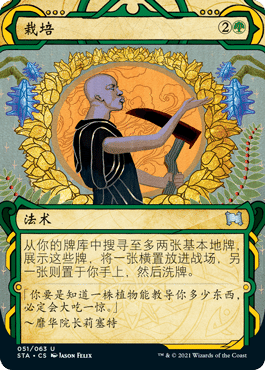 栽培 2
法术
从你的牌库中搜寻至多两张基本地牌，
展示这些牌，将一张横置放进战场，另
一张则置于你手上，然后洗牌。
「你要是知道一株植物能教导你多少东西，
必定会大吃一惊。」
～靡华院长莉塞特
051/063 U
STA • CS JASON FELIX
™ & © 2021 Wizards of the Coast